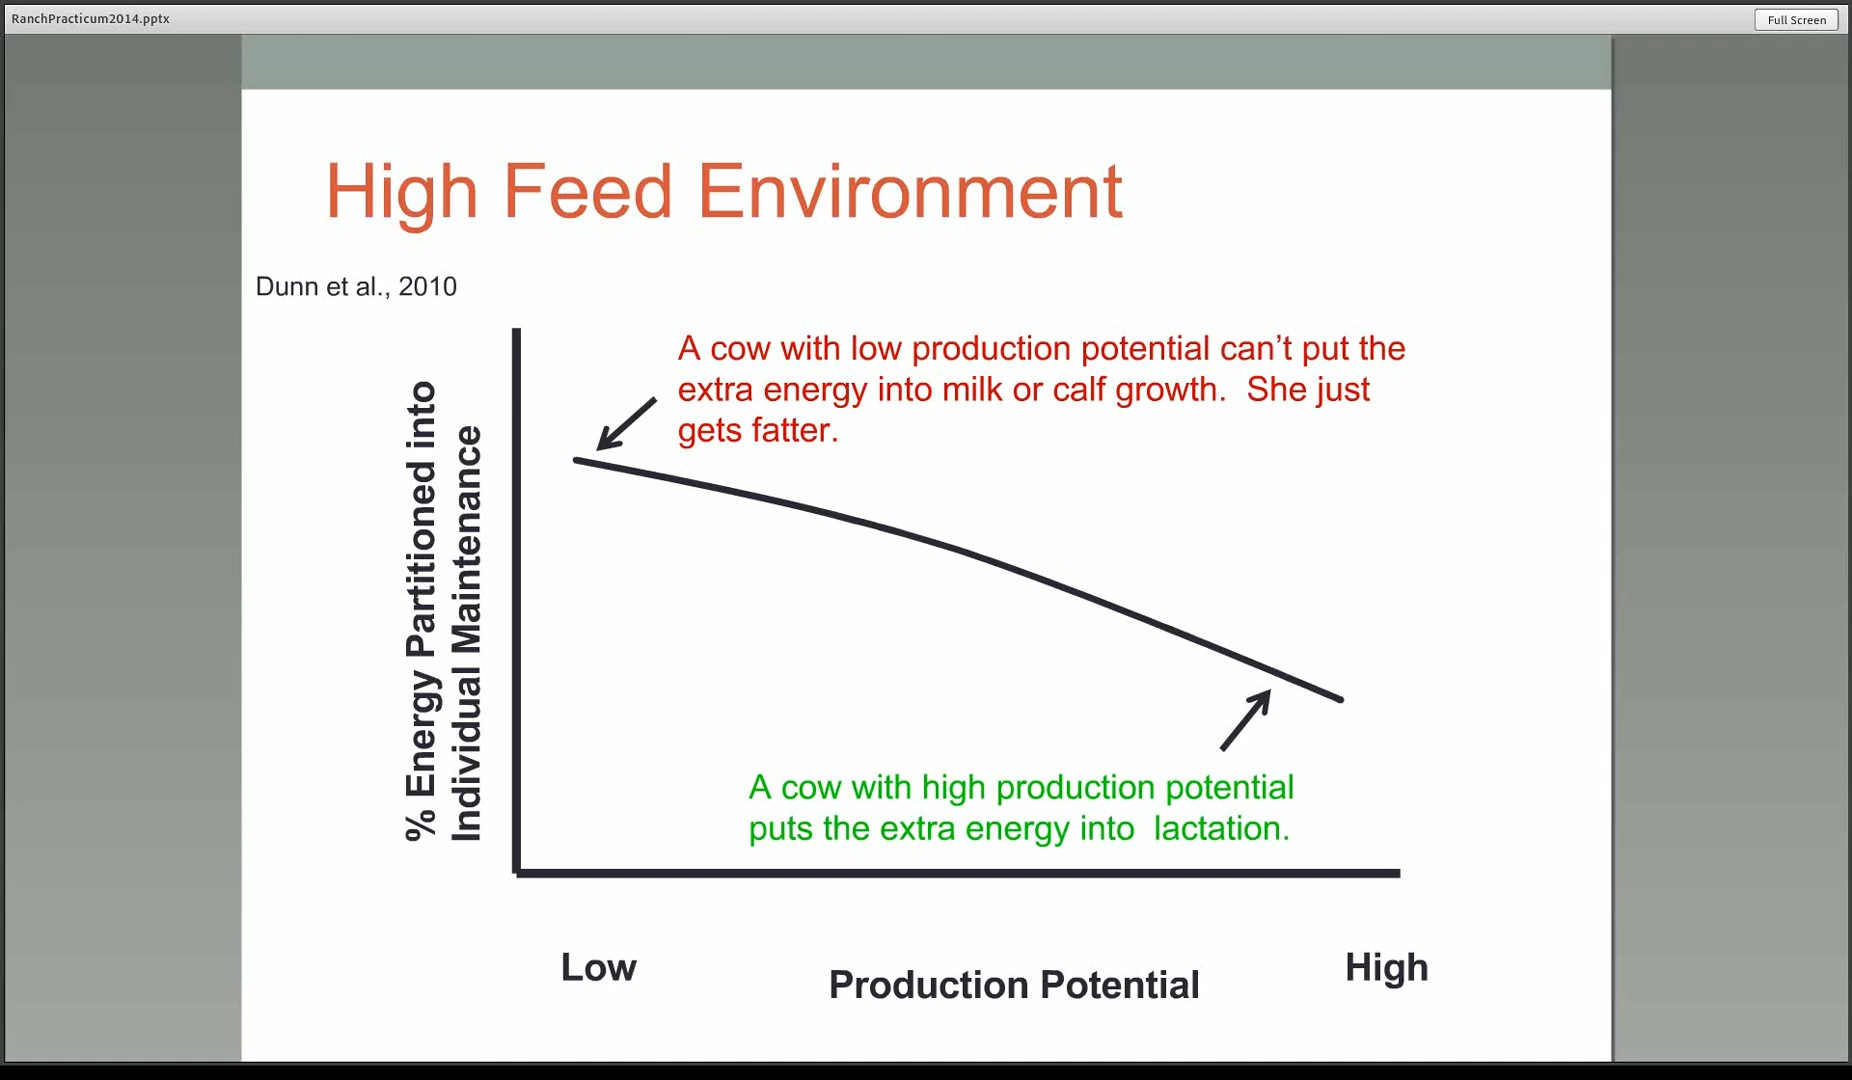 RanchPracticum2014.pptx
Full Screen
High Feed Environment
Dunn et al., 2010
A cow with low production potential can’t put the
extra energy into milk or calf growth.  She just
gets fatter.
% Energy Partitioned into
Individual Maintenance
A cow with high production potential
puts the extra energy into  lactation.
Low
Production Potential
High